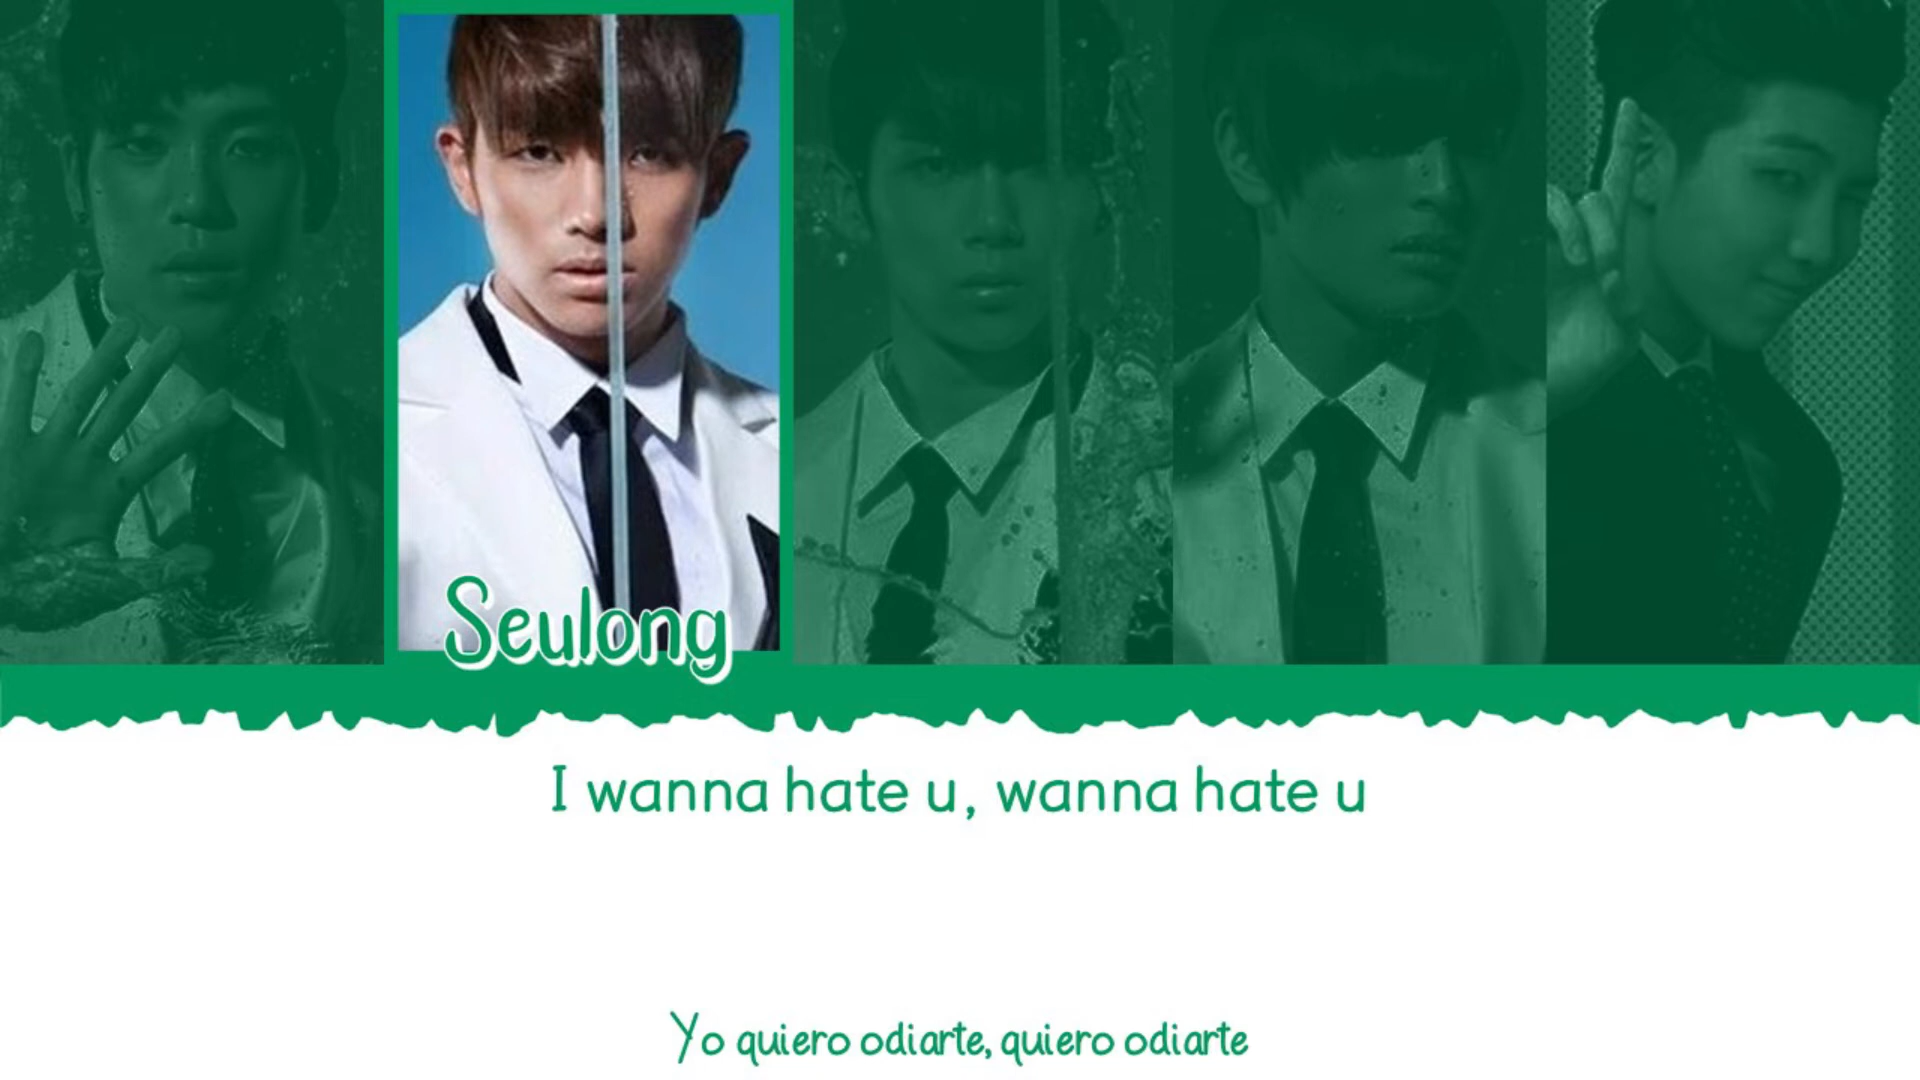 Seulong
I wanna hate u, wanna hate u
Yo quiero odiarte, quiero odiarte